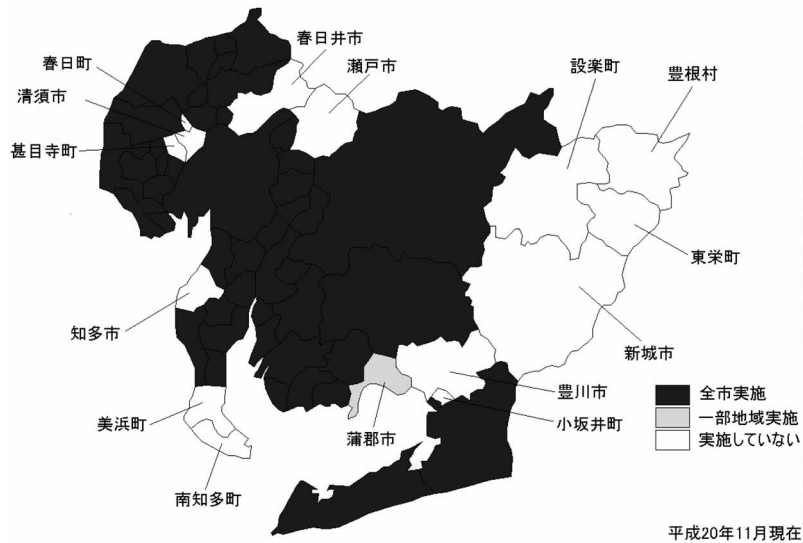 春日井市
瀬戸市
春日町
清須市
甚目寺町
設楽町
豊根村
東栄町
知多市
新城市
美浜町
豊川市
小坂井町
蒲郡市
南知多町
全市実施
一部地域実施
実施していない
平成20年11月現在